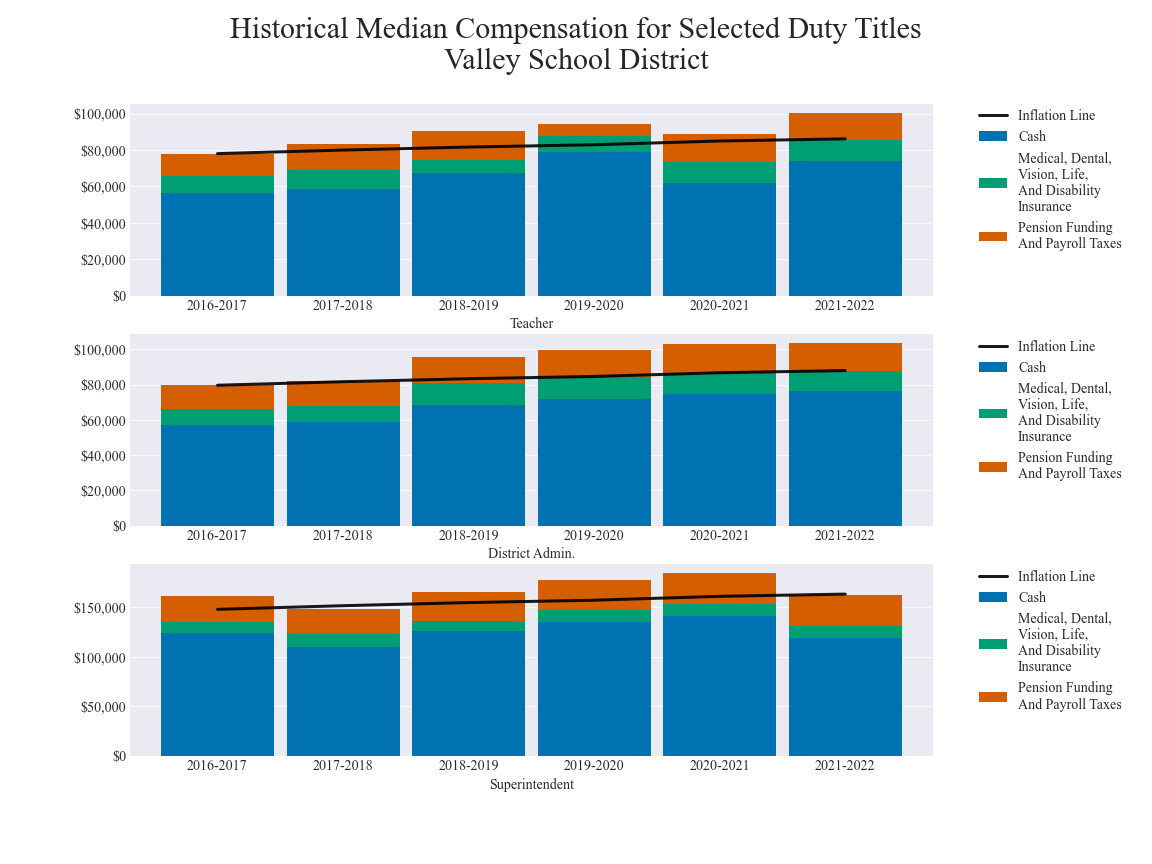 Historical Median Compensation for Selected Duty Titles
Valley School District
$100,000
$80,000
$60,000
$40,000
$20,000
$0
2016-2017 2017-2018 2018-2019 2019-2020 2020-2021 2021-2022
Teacher
Inflation Line
Cash
Medical, Dental,
Vision, Life,
And Disability
Insurance
Pension Funding
And Payroll Taxes
$100,000
$80,000
$60,000
$40,000
$20,000
$0
2016-2017 2017-2018 2018-2019 2019-2020 2020-2021 2021-2022
District Admin.
Inflation Line
Cash
Medical, Dental,
Vision, Life,
And Disability
Insurance
Pension Funding
And Payroll Taxes
$150,000
$100,000
$50,000
$0
2016-2017 2017-2018 2018-2019 2019-2020 2020-2021 2021-2022
Superintendent
Inflation Line
Cash
Medical, Dental,
Vision, Life,
And Disability
Insurance
Pension Funding
And Payroll Taxes